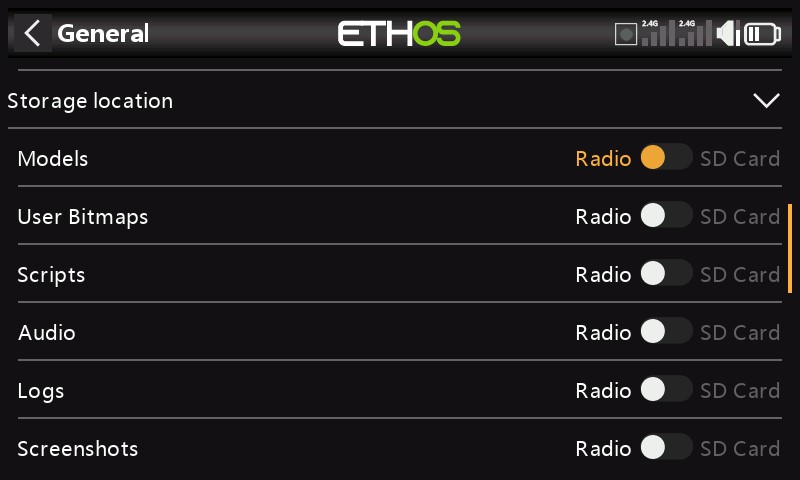 General
ETHOS
2.4G 2.4G
Storage location
Models Radio SD Card
User Bitmaps Radio SD Card
Scripts Radio SD Card
Audio Radio SD Card
Logs Radio SD Card
Screenshots Radio SD Card